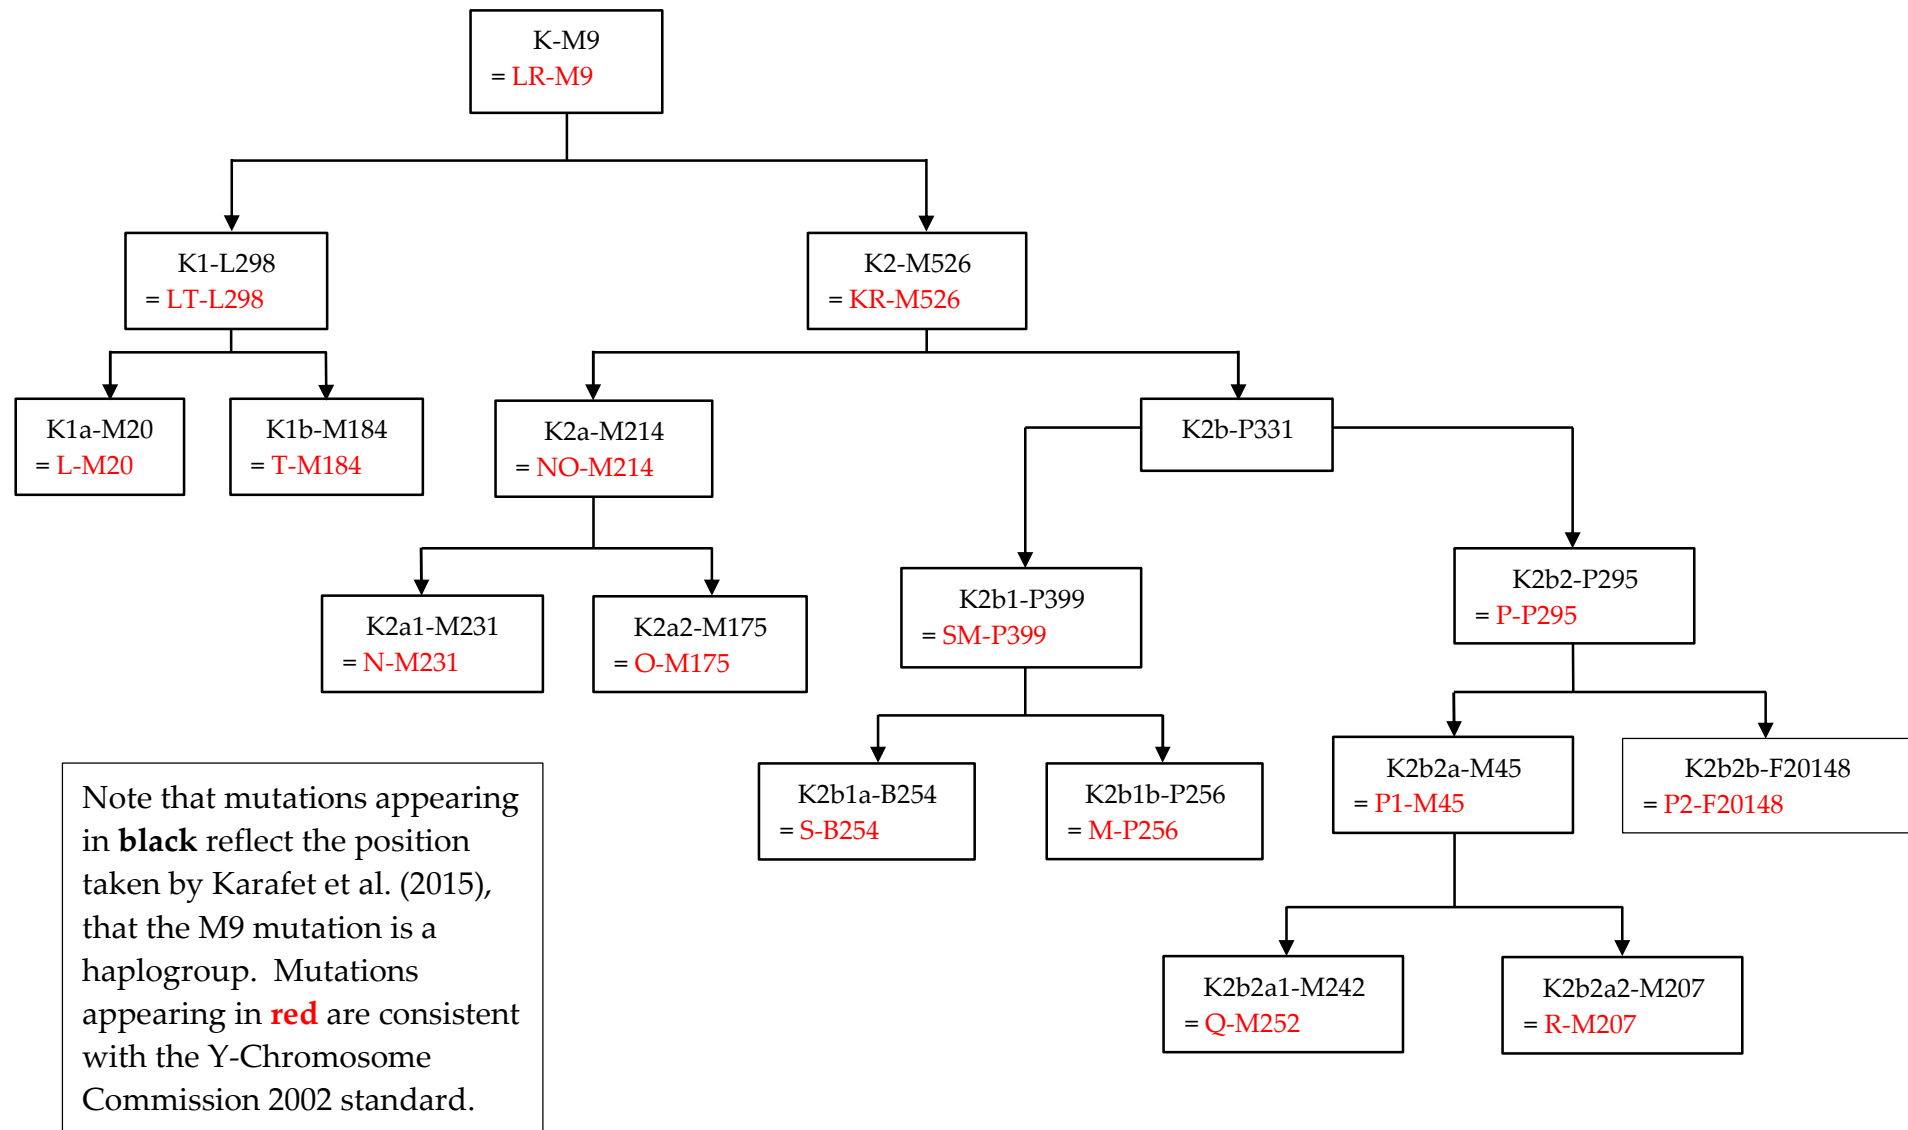 K-M9
= LR-M9
K1-L298
= LT-L298
K2-M526
= KR-M526
K1a-M20
= L-M20
K1b-M184
= T-M184
K2a-M214
= NO-M214
K2b-P331
K2a1-M231
= N-M231
K2a2-M175
= O-M175
K2b1-P399
= SM-P399
K2b2-P295
= P-P295
K2b1a-B254
= S-B254
K2b1b-P256
= M-P256
K2b2a-M45
= P1-M45
K2b2b-F20148
= P2-F20148
K2b2a1-M242
= Q-M252
K2b2a2-M207
= R-M207
Note that mutations appearing
in black reflect the position
taken by Karafet et al. (2015),
that the M9 mutation is a
haplogroup. Mutations
appearing in red are consistent
with the Y-Chromosome
Commission 2002 standard.